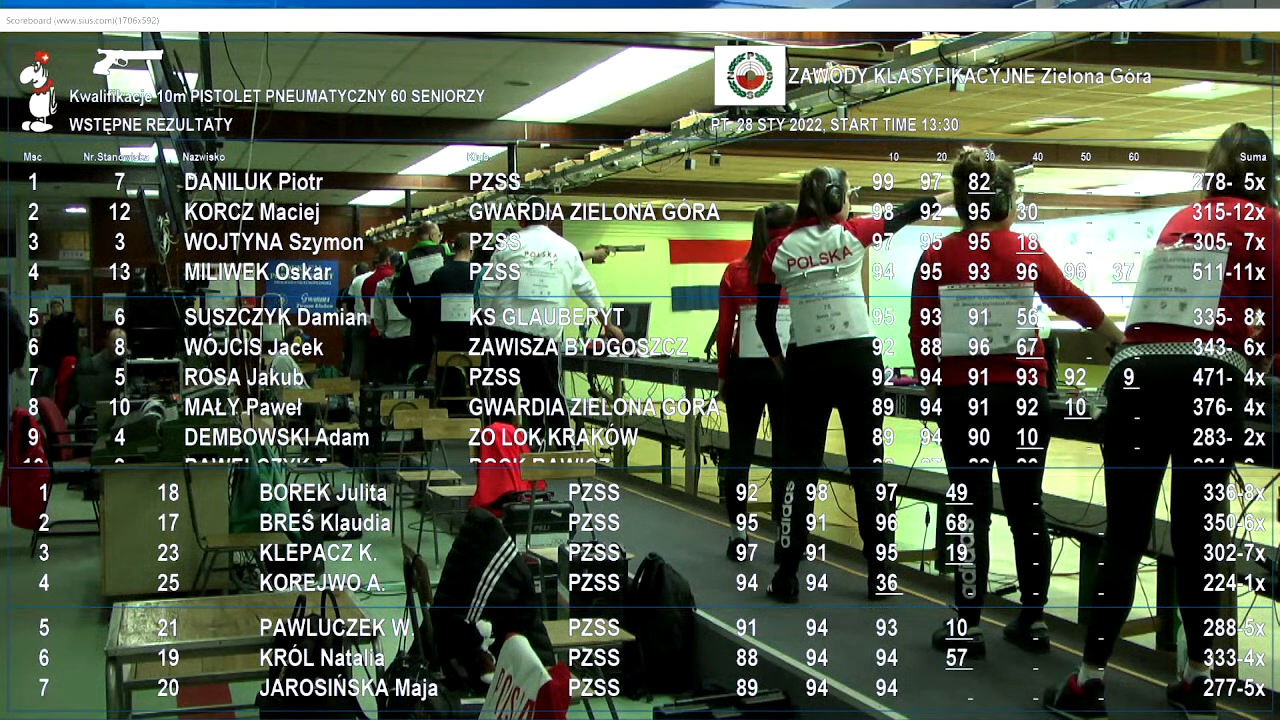 Scoreboard (www.sius.com)(1706x592)
ZAWODY KLASYFIKACYJNE Zielona Góra
Kwalifikacje 10m PISTOLET PNEUMATYCZNY 60 SENIORZY
WSTĘPNE REZULTATY
PT. 28 STY 2022, START TIME 13:30
Msc Nr.Stanowiska Nazwisko Klub 10 20 30 40 50 60 Suma
1 7 DANILUK Piotr PZSS 99 97 82 _ _ _ 278- 5x
2 12 KORCZ Maciej GWARDIA ZIELONA GÓRA 98 92 95 30 _ _ 315-12x
3 3 WOJTYNA Szymon PZSS 97 95 95 18 _ _ 305- 7x
4 13 MILIWEK Oskar PZSS 94 95 93 96 96 37 511-11x
5 6 SUSZCZYK Damian KS GLAUBERYT 95 93 91 56 _ _ 335- 8x
6 8 WÓJCIS Jacek ZAWISZA BYDGOSZCZ 92 88 96 67 _ _ 343- 6x
7 5 ROSA Jakub PZSS 92 94 91 93 92 9 471- 4x
8 10 MAŁY Paweł GWARDIA ZIELONA GÓRA 89 94 91 92 10 _ 376- 4x
9 4 DEMBOWSKI Adam ZO LOK KRAKÓW 89 94 90 10 _ _ 283- 2x
1 18 BOREK Julita PZSS 92 98 97 49 _ _ 336-8x
2 17 BREŚ Klaudia PZSS 95 91 96 68 _ _ 350-6x
3 23 KLEPACZ K. PZSS 97 91 95 19 _ _ 302-7x
4 25 KOREJWO A. PZSS 94 94 36 _ _ _ 224-1x
5 21 PAWLUCZEK W. PZSS 91 94 93 10 _ _ 288-5x
6 19 KRÓL Natalia PZSS 88 94 94 57 _ _ 333-4x
7 20 JAROSIŃSKA Maja PZSS 89 94 94 _ _ _ 277-5x
POLSKA
POLSKA
Gwardia
adidas
adidas